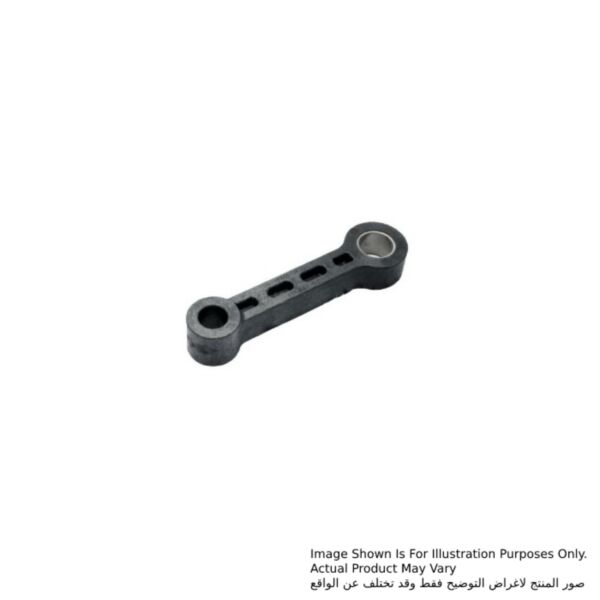 Image Shown Is For Illustration Purposes Only.
Actual Product May Vary
صور المنتج لاغراض التوضيح فقط وقد تختلف عن الواقع